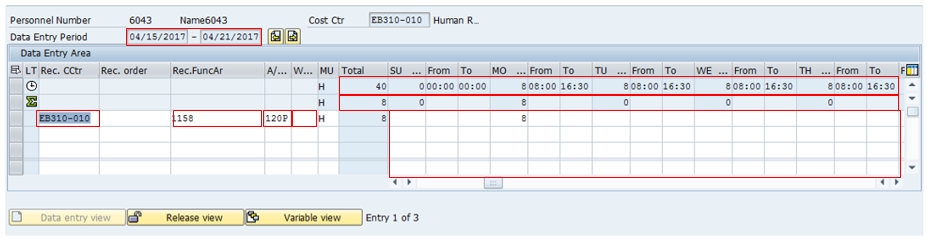 Personnel Number 6043 Name6043 Cost Ctr EB310-010 Human R...
Data Entry Period 04/15/2017 - 04/21/2017
Data Entry Area
LT Rec. CCtr Rec. order Rec.FuncAr A/... W... MU Total SU ... From To MO ... From To TU ... From To WE ... From To TH ... From To F
H 40 0 00:00 00:00 8 08:00 16:30 8 08:00 16:30 8 08:00 16:30 8 08:00 16:30
Σ H 8 0 8 0 0 0
EB310-010 1158 120P H 8 8
Data entry view Release view Variable view Entry 1 of 3